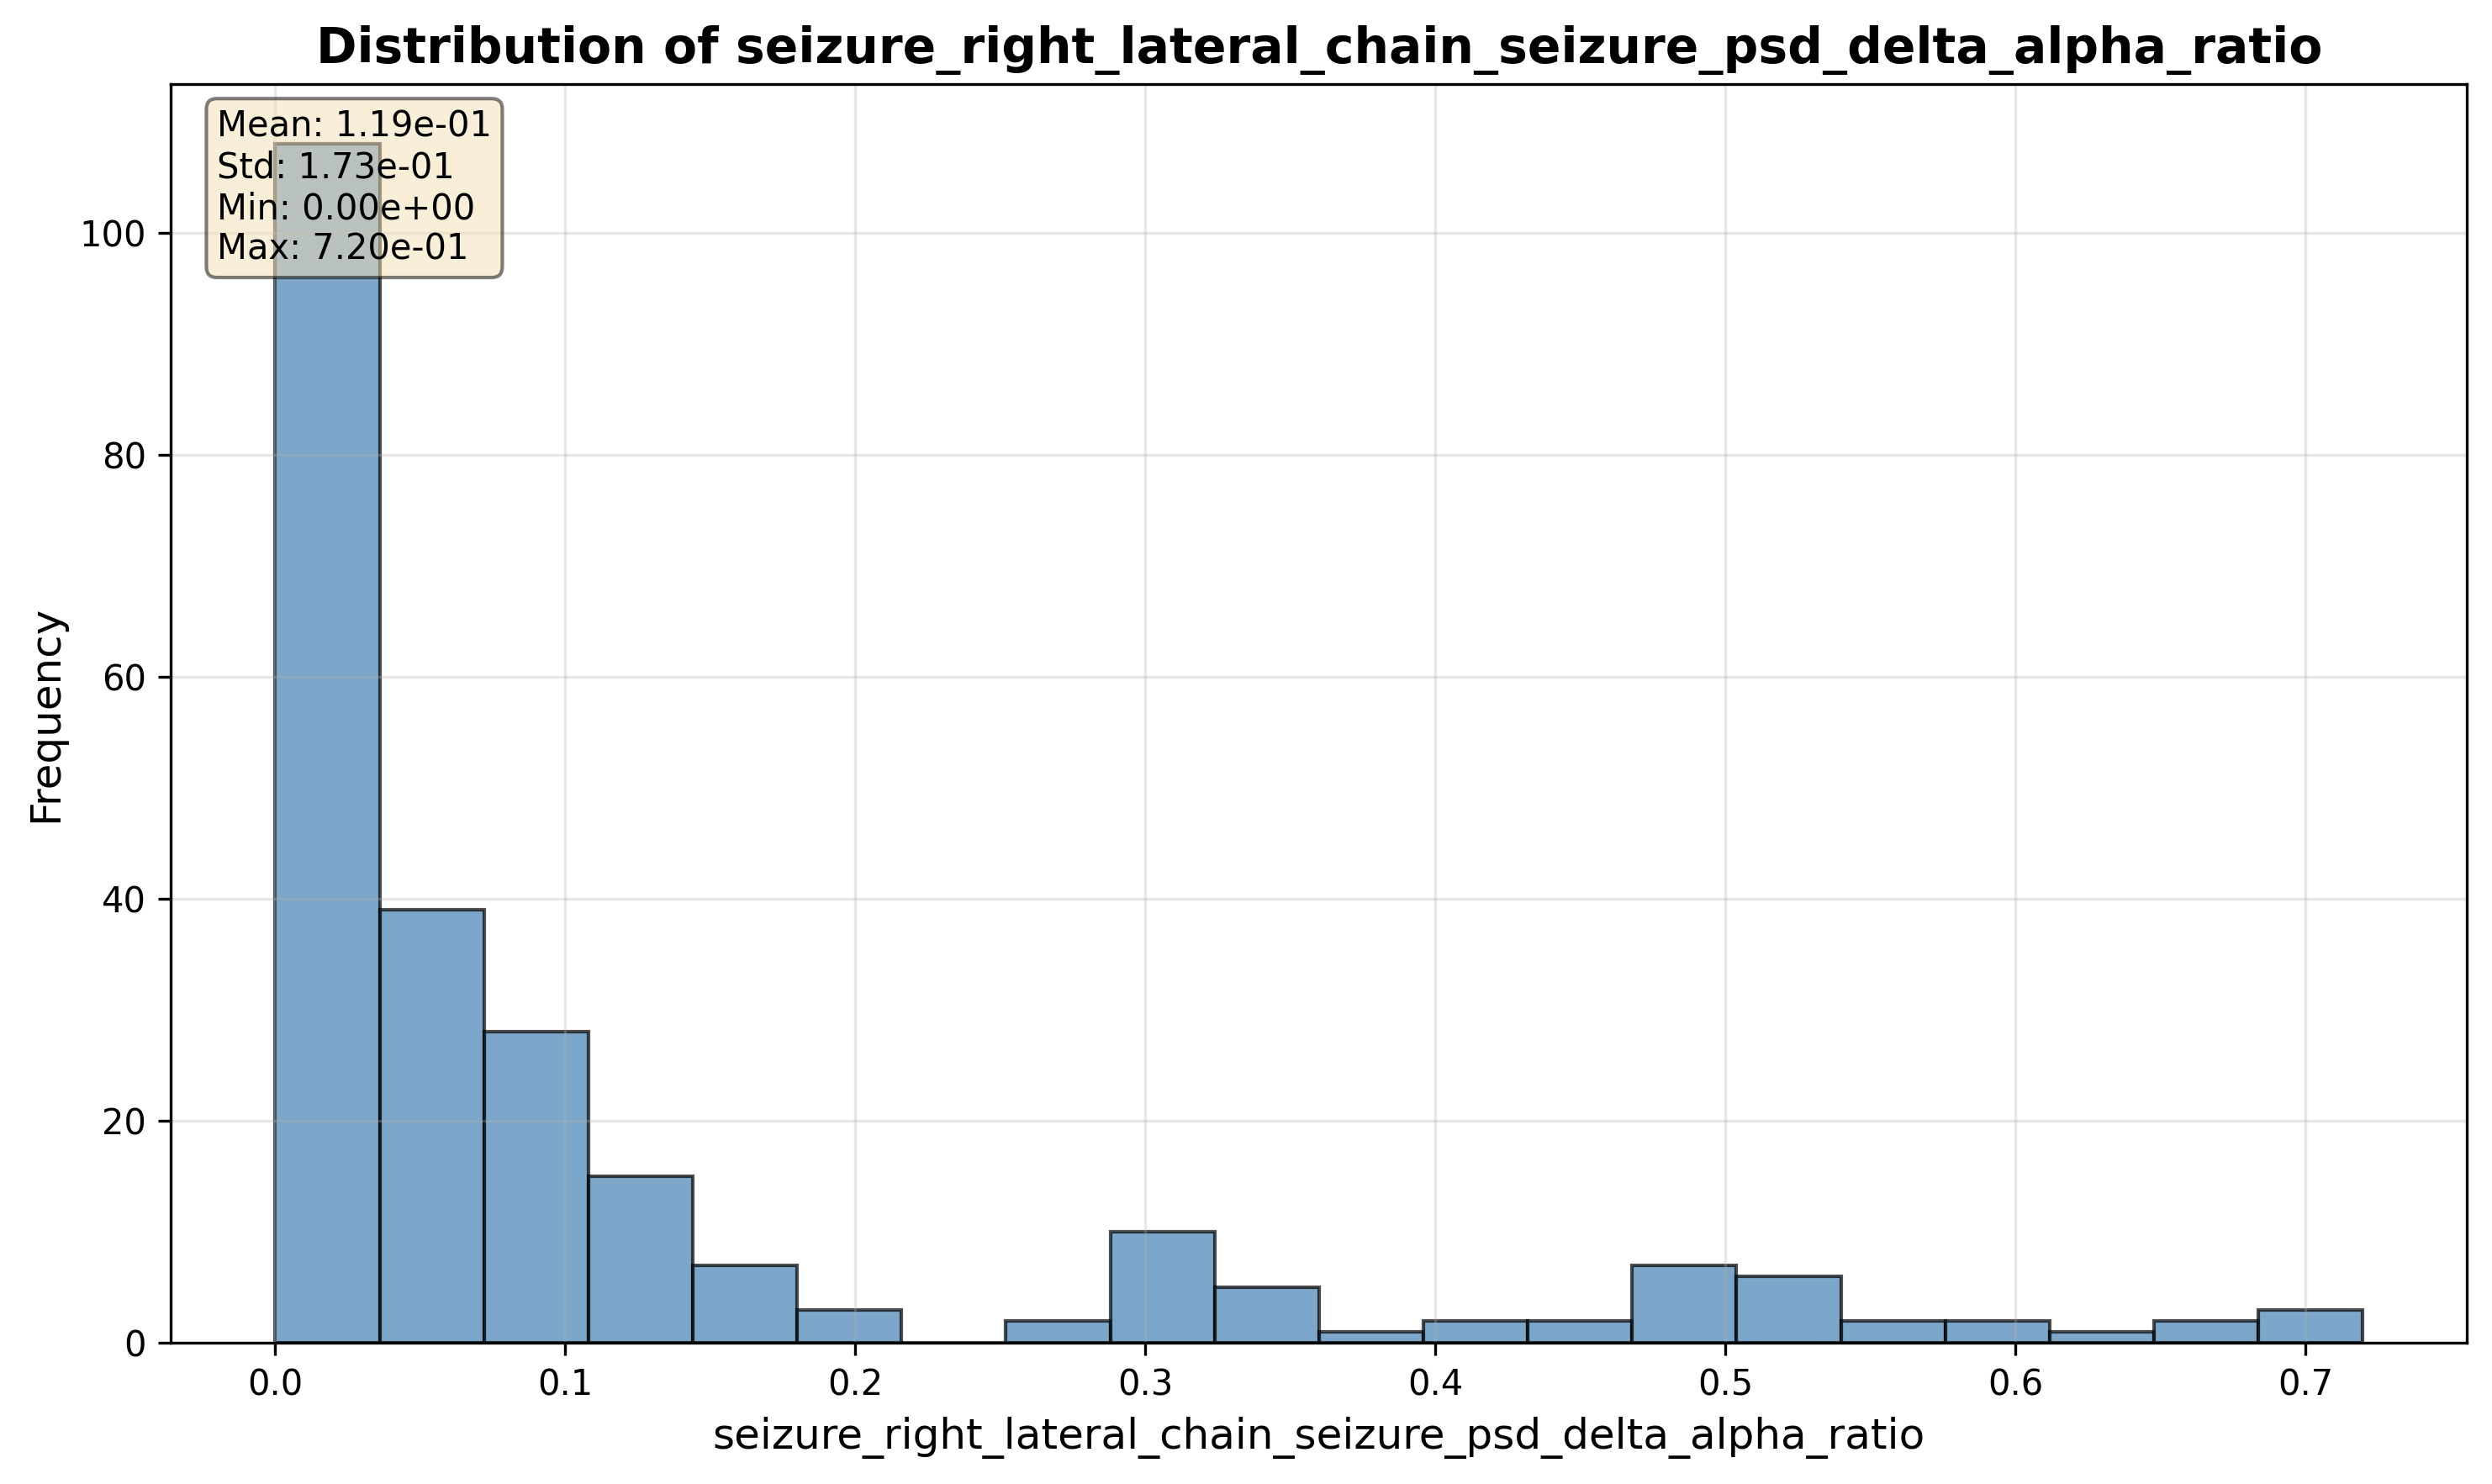 Distribution of seizure_right_lateral_chain_seizure_psd_delta_alpha_ratio
Mean: 1.19e-01
Std: 1.73e-01
Min: 0.00e+00
Max: 7.20e-01
Frequency
100
80
60
40
20
0
0.0 0.1 0.2 0.3 0.4 0.5 0.6 0.7
seizure_right_lateral_chain_seizure_psd_delta_alpha_ratio